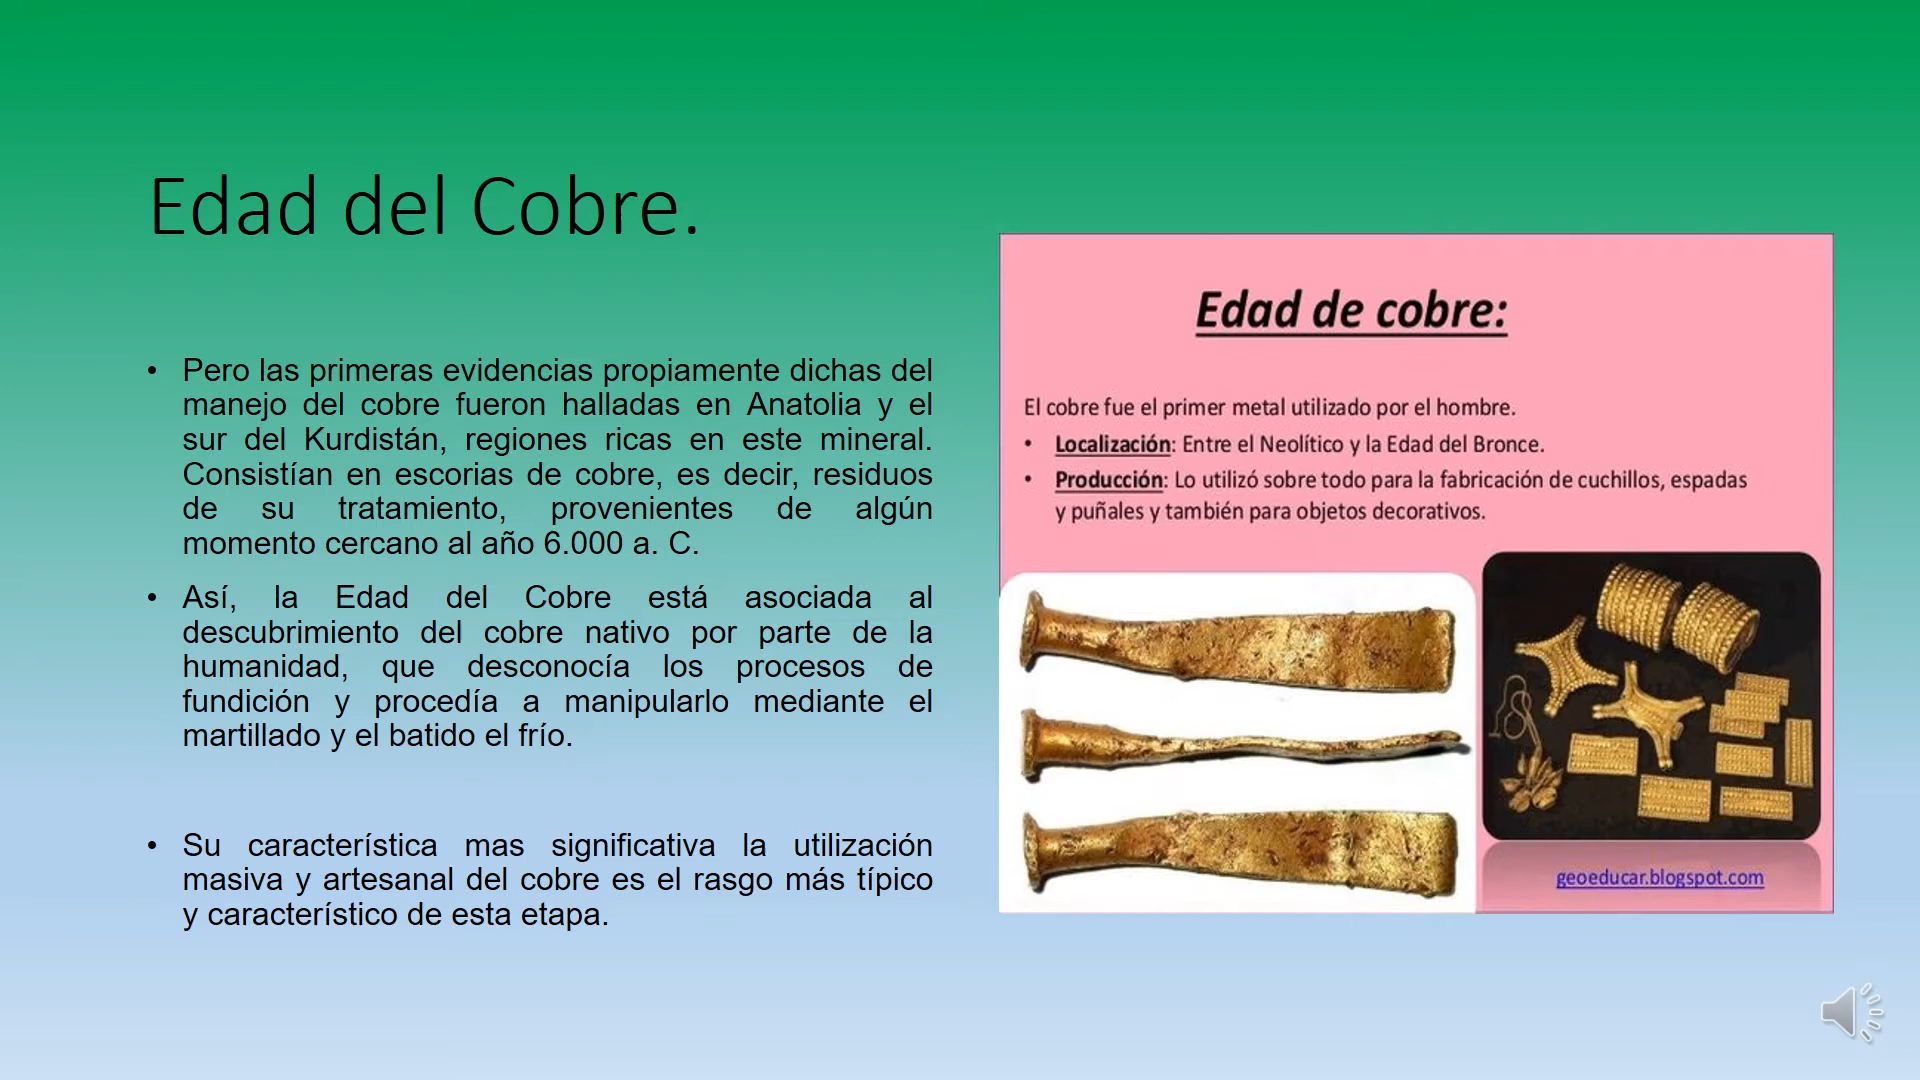 Edad del Cobre.
• Pero las primeras evidencias propiamente dichas del
manejo del cobre fueron halladas en Anatolia y el
sur del Kurdistán, regiones ricas en este mineral.
Consistían en escorias de cobre, es decir, residuos
de su tratamiento, provenientes de algún
momento cercano al año 6.000 a. C.
• Así, la Edad del Cobre está asociada al
descubrimiento del cobre nativo por parte de la
humanidad, que desconocía los procesos de
fundición y procedía a manipularlo mediante el
martillado y el batido el frío.
• Su característica mas significativa la utilización
masiva y artesanal del cobre es el rasgo más típico
y característico de esta etapa.
Edad de cobre:
El cobre fue el primer metal utilizado por el hombre.
• Localización: Entre el Neolítico y la Edad del Bronce.
• Producción: Lo utilizó sobre todo para la fabricación de cuchillos, espadas
y puñales y también para objetos decorativos.
geoeducar.blogspot.com